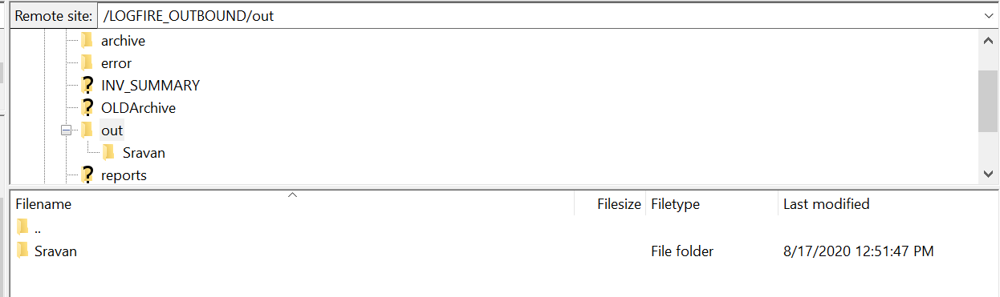 Remote site: /LOGFIRE_OUTBOUND/out
archive
error
? INV_SUMMARY
? OLDArchive
out
Sravan
? reports
Filename Filesize Filetype Last modified
..
Sravan File folder 8/17/2020 12:51:47 PM